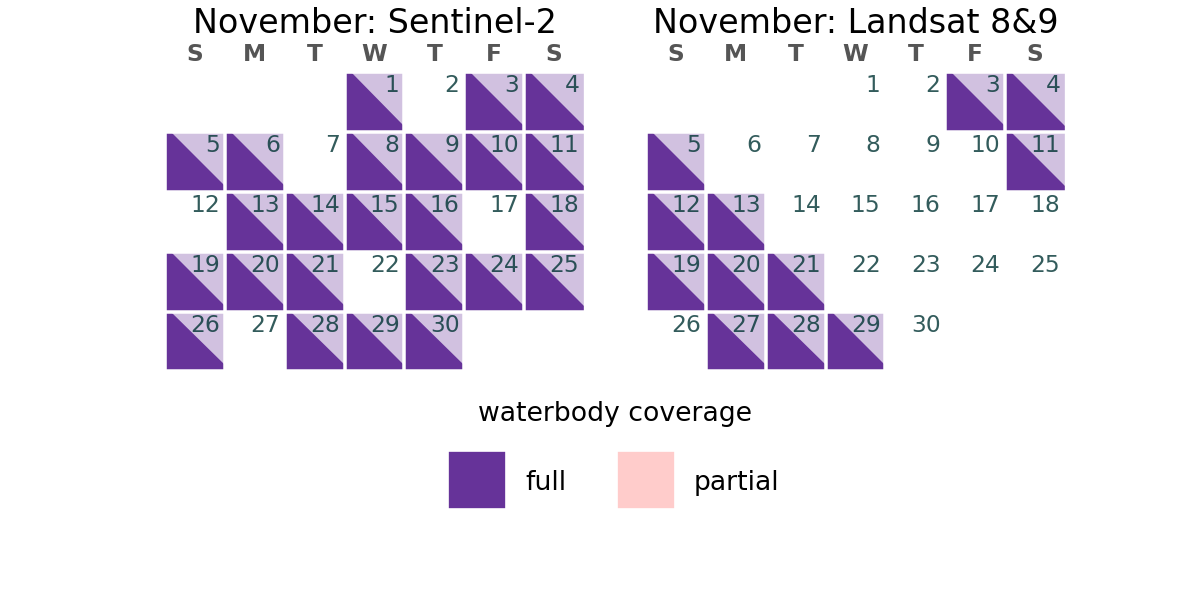 November: Sentinel-2
S M T W T F S
1 2 3 4
5 6 7 8 9 10 11
12 13 14 15 16 17 18
19 20 21 22 23 24 25
26 27 28 29 30
November: Landsat 8&9
S M T W T F S
1 2 3 4
5 6 7 8 9 10 11
12 13 14 15 16 17 18
19 20 21 22 23 24 25
26 27 28 29 30
waterbody coverage
full
partial